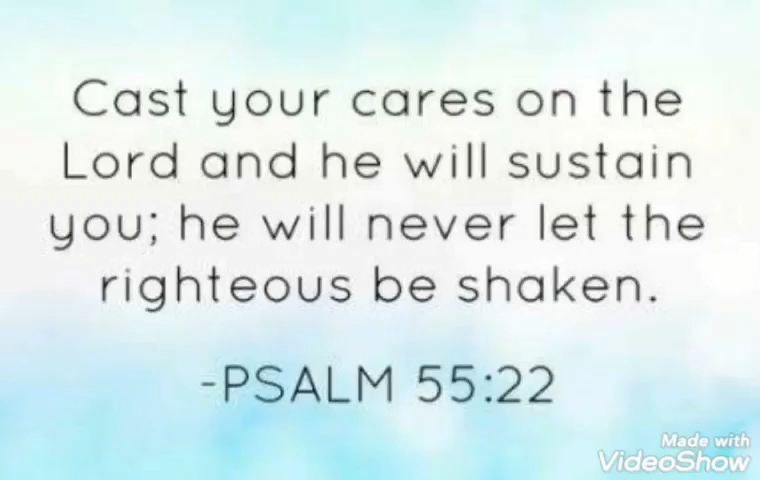 Cast your cares on the
Lord and he will sustain
you; he will never let the
righteous be shaken.
-PSALM 55:22
Made with
VideoShow